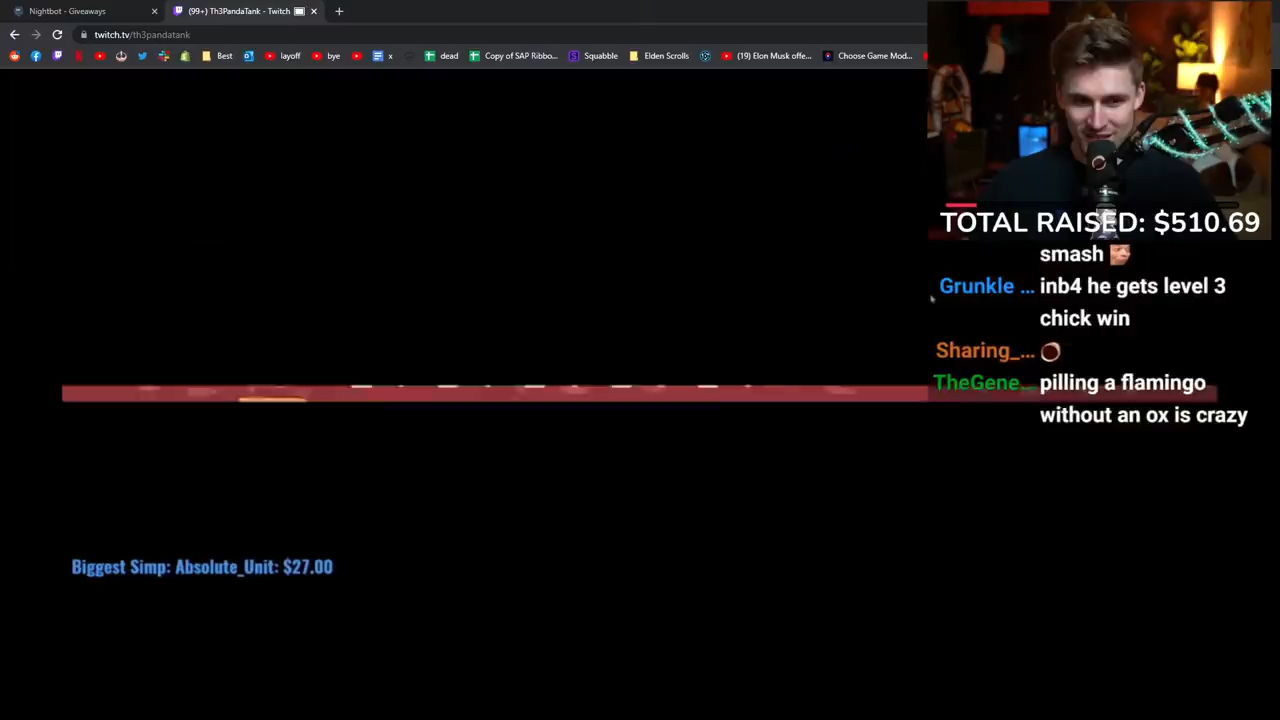 Nightbot - Giveaways
(99+) Th3PandaTank - Twitch
twitch.tv/th3pandatank
Best
layoff
bye
x
dead
Copy of SAP Ribbo...
Squabble
Elden Scrolls
(19) Elon Musk offe...
Choose Game Mod...
TOTAL RAISED: $510.69
smash
Grunkle ... inb4 he gets level 3
chick win
Sharing_...
TheGene... pilling a flamingo
without an ox is crazy
Biggest Simp: Absolute_Unit: $27.00